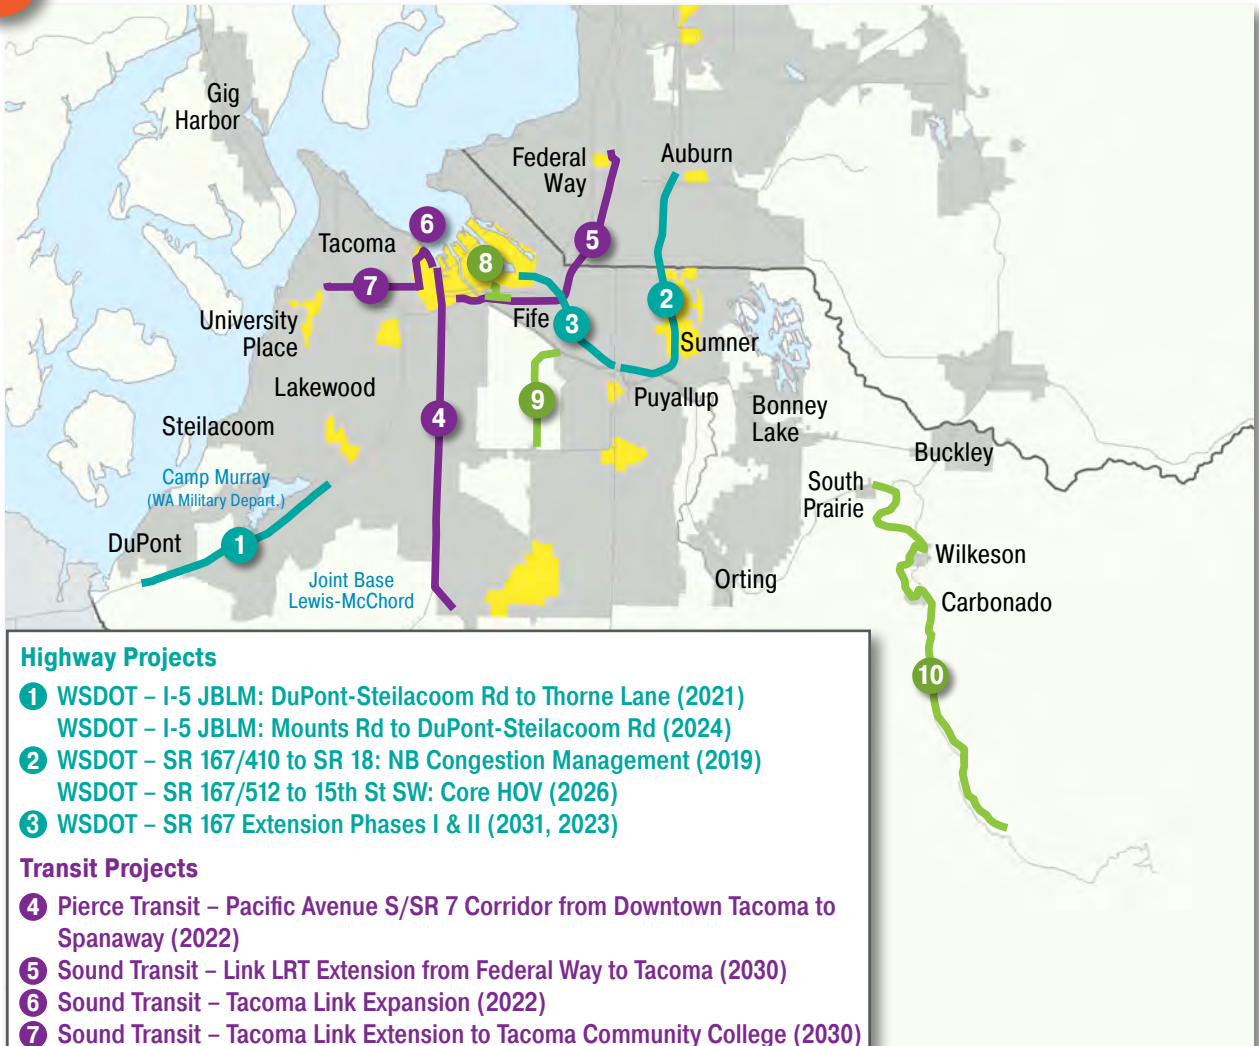 Gig
Harbor
Federal
Way
Auburn
6
Tacoma
5
8
7
2
University
Place
Fife
3
Sumner
Lakewood
9
Puyallup
Bonney
Lake
4
Steilacoom
Buckley
Camp Murray
(WA Military Depart.)
South
Prairie
DuPont
1
Wilkeson
Joint Base
Lewis-McChord
Orting
Carbonado
10
Highway Projects
1 WSDOT – I-5 JBLM: DuPont-Steilacoom Rd to Thorne Lane (2021)
WSDOT – I-5 JBLM: Mounts Rd to DuPont-Steilacoom Rd (2024)
2 WSDOT – SR 167/410 to SR 18: NB Congestion Management (2019)
WSDOT – SR 167/512 to 15th St SW: Core HOV (2026)
3 WSDOT – SR 167 Extension Phases I & II (2031, 2023)
Transit Projects
4 Pierce Transit – Pacific Avenue S/SR 7 Corridor from Downtown Tacoma to
Spanaway (2022)
5 Sound Transit – Link LRT Extension from Federal Way to Tacoma (2030)
6 Sound Transit – Tacoma Link Expansion (2022)
7 Sound Transit – Tacoma Link Extension to Tacoma Community College (2030)